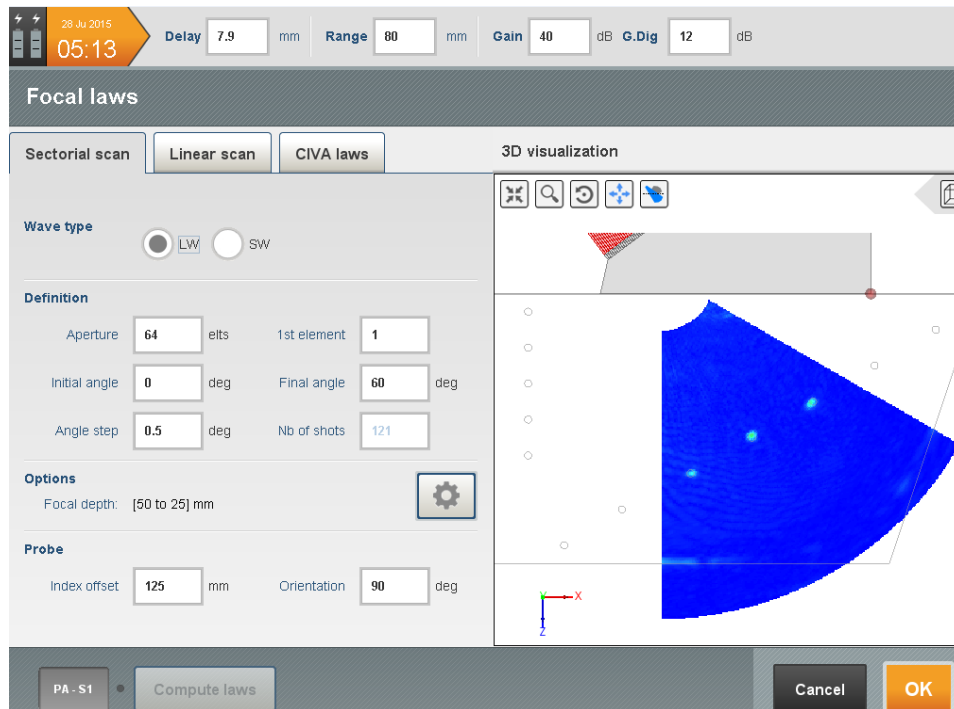 28 Ju 2015
05:13
Delay 7.9 mm Range 80 mm Gain 40 dB G.Dig 12 dB
Focal laws
Sectorial scan Linear scan CIVA laws 3D visualization
Wave type
LW SW
Definition
Aperture 64 elts 1st element 1
Initial angle 0 deg Final angle 60 deg
Angle step 0.5 deg Nb of shots 121
Options
Focal depth: [50 to 25] mm
Probe
Index offset 125 mm Orientation 90 deg
Y X
Z
PA - S1 Compute laws Cancel OK